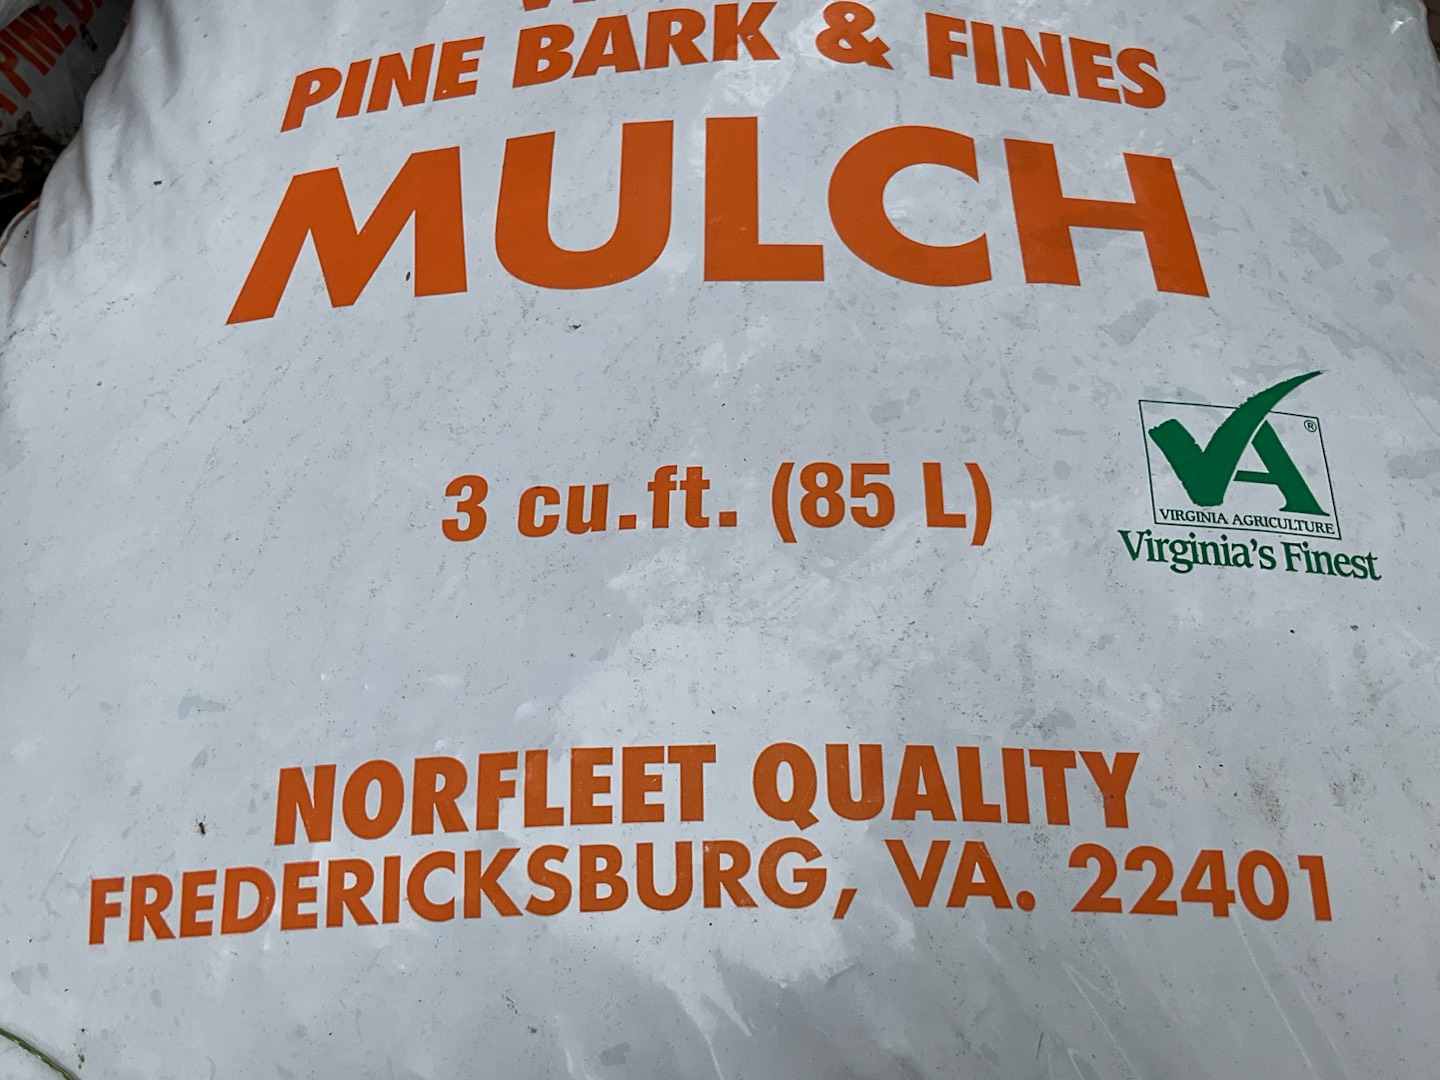 PINE BARK & FINES
MULCH
3 cu.ft. (85 L)
VA ®
VIRGINIA AGRICULTURE
Virginia's Finest
NORFLEET QUALITY
FREDERICKSBURG, VA. 22401